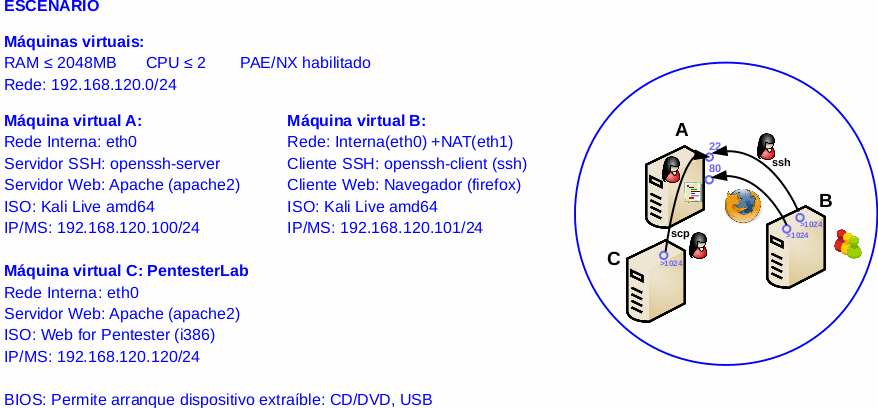 ESCENARIO
Máquinas virtuais:
RAM ≤ 2048MB CPU ≤ 2 PAE/NX habilitado
Rede: 192.168.120.0/24
Máquina virtual A:
Rede Interna: eth0
Servidor SSH: openssh-server
Servidor Web: Apache (apache2)
ISO: Kali Live amd64
IP/MS: 192.168.120.100/24
Máquina virtual B:
Rede: Interna(eth0) +NAT(eth1)
Cliente SSH: openssh-client (ssh)
Cliente Web: Navegador (firefox)
ISO: Kali Live amd64
IP/MS: 192.168.120.101/24
Máquina virtual C: PentesterLab
Rede Interna: eth0
Servidor Web: Apache (apache2)
ISO: Web for Pentester (i386)
IP/MS: 192.168.120.120/24
BIOS: Permite arranque dispositivo extraíble: CD/DVD, USB
A
22
ssh
80
B
>1024
>1024
scp
C
>1024